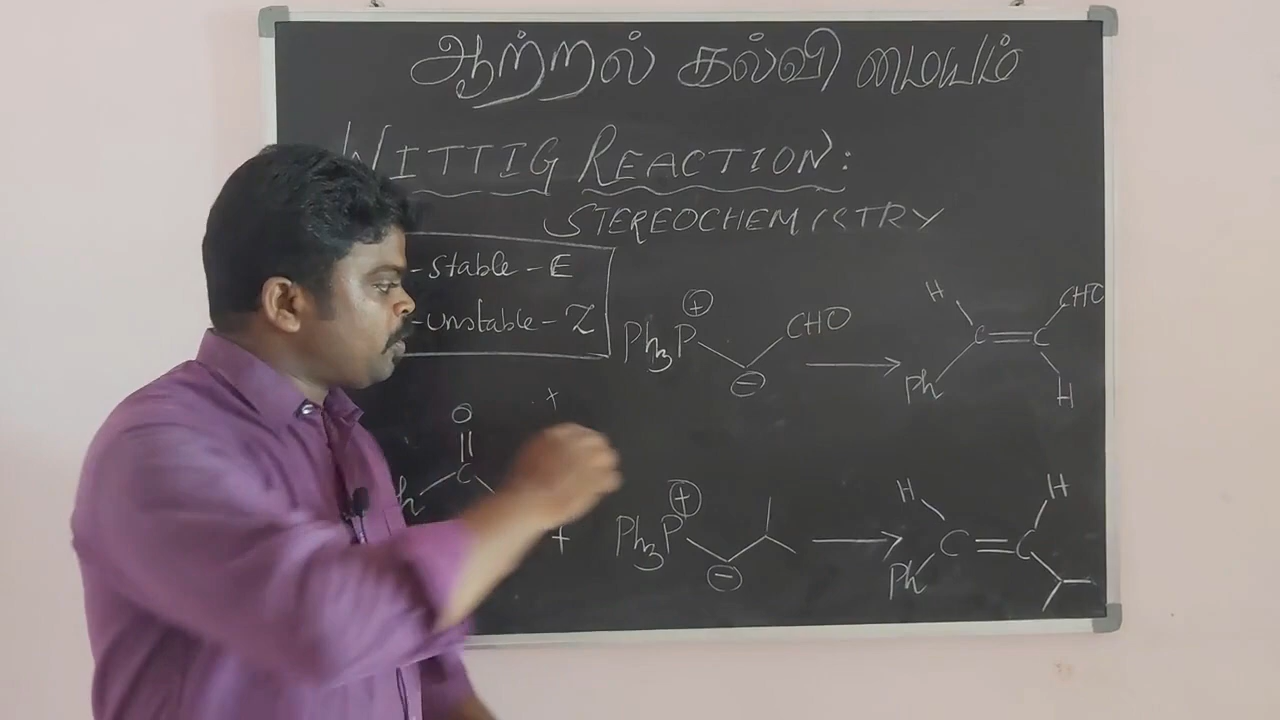 ஆற்றல் கல்வி மையம்
WITTIG REACTION:
STEREOCHEMISTRY
-stable - E
-unstable - Z
Ph3P ⊕ ⊖ CHO → H Ph C = C CHO H
O || C +
+ Ph3P ⊕ ⊖ → H Ph C = C H